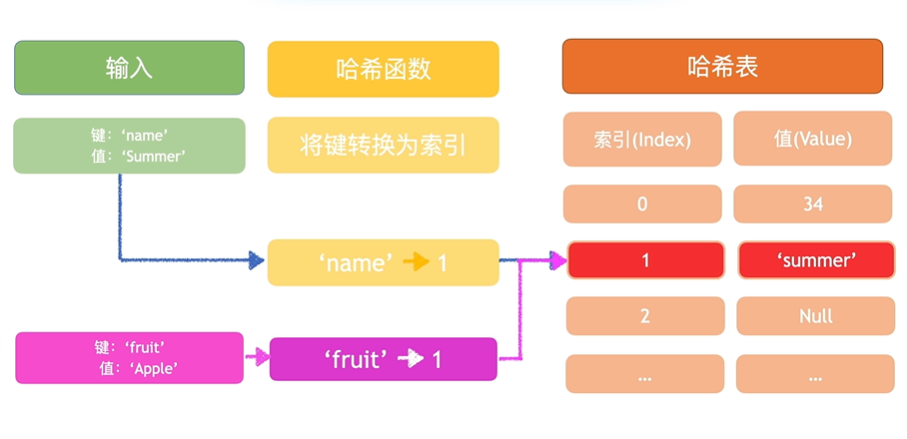 输入
哈希函数
哈希表
键：‘name’
值：‘Summer’
将键转换为索引
索引(Index)
值(Value)
0
34
‘name’ → 1
1
‘summer’
2
Null
键：‘fruit’
值：‘Apple’
‘fruit’ → 1
...
...